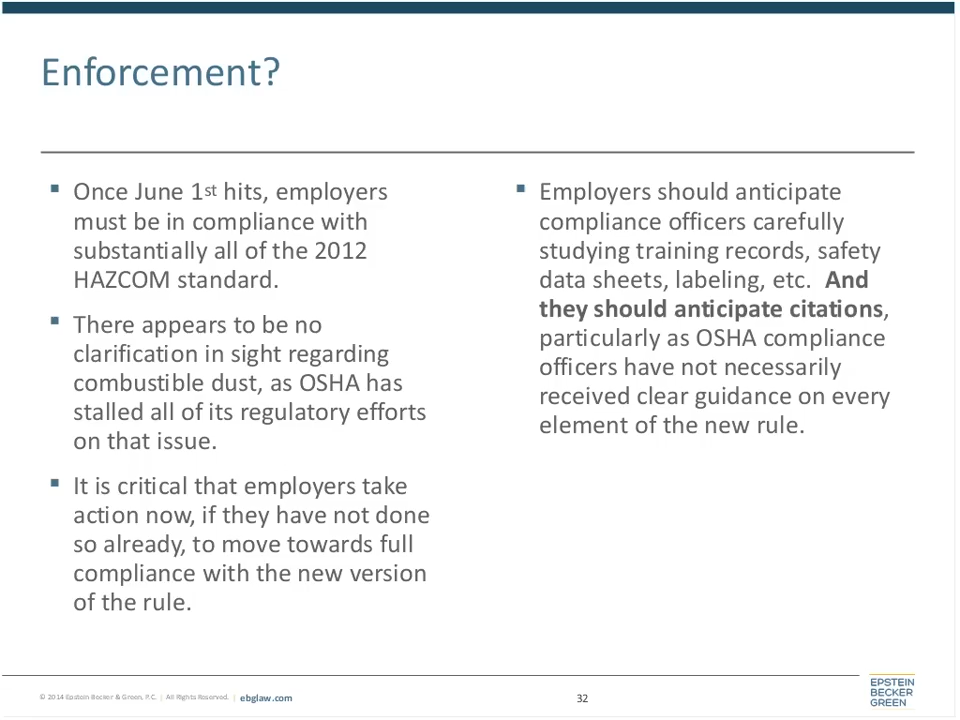 Enforcement?
▪ Once June 1st hits, employers
must be in compliance with
substantially all of the 2012
HAZCOM standard.
▪ There appears to be no
clarification in sight regarding
combustible dust, as OSHA has
stalled all of its regulatory efforts
on that issue.
▪ It is critical that employers take
action now, if they have not done
so already, to move towards full
compliance with the new version
of the rule.
▪ Employers should anticipate
compliance officers carefully
studying training records, safety
data sheets, labeling, etc.  And
they should anticipate citations,
particularly as OSHA compliance
officers have not necessarily
received clear guidance on every
element of the new rule.
© 2014 Epstein Becker & Green, P.C. | All Rights Reserved. | ebglaw.com
32
EPSTEIN
BECKER
GREEN